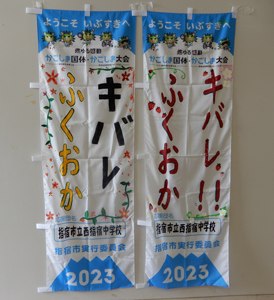 ようこそ いぶすきへ
燃ゆる感動
かごしま国体・かごしま大会
キバレ
ふくおか
指宿市立西指宿中学校
指宿市実行委員会
2023
ようこそ いぶすきへ
燃ゆる感動
かごしま国体・かごしま大会
キバレ!!
ふくおか
指宿市立西指宿中学校
指宿市実行委員会
2023